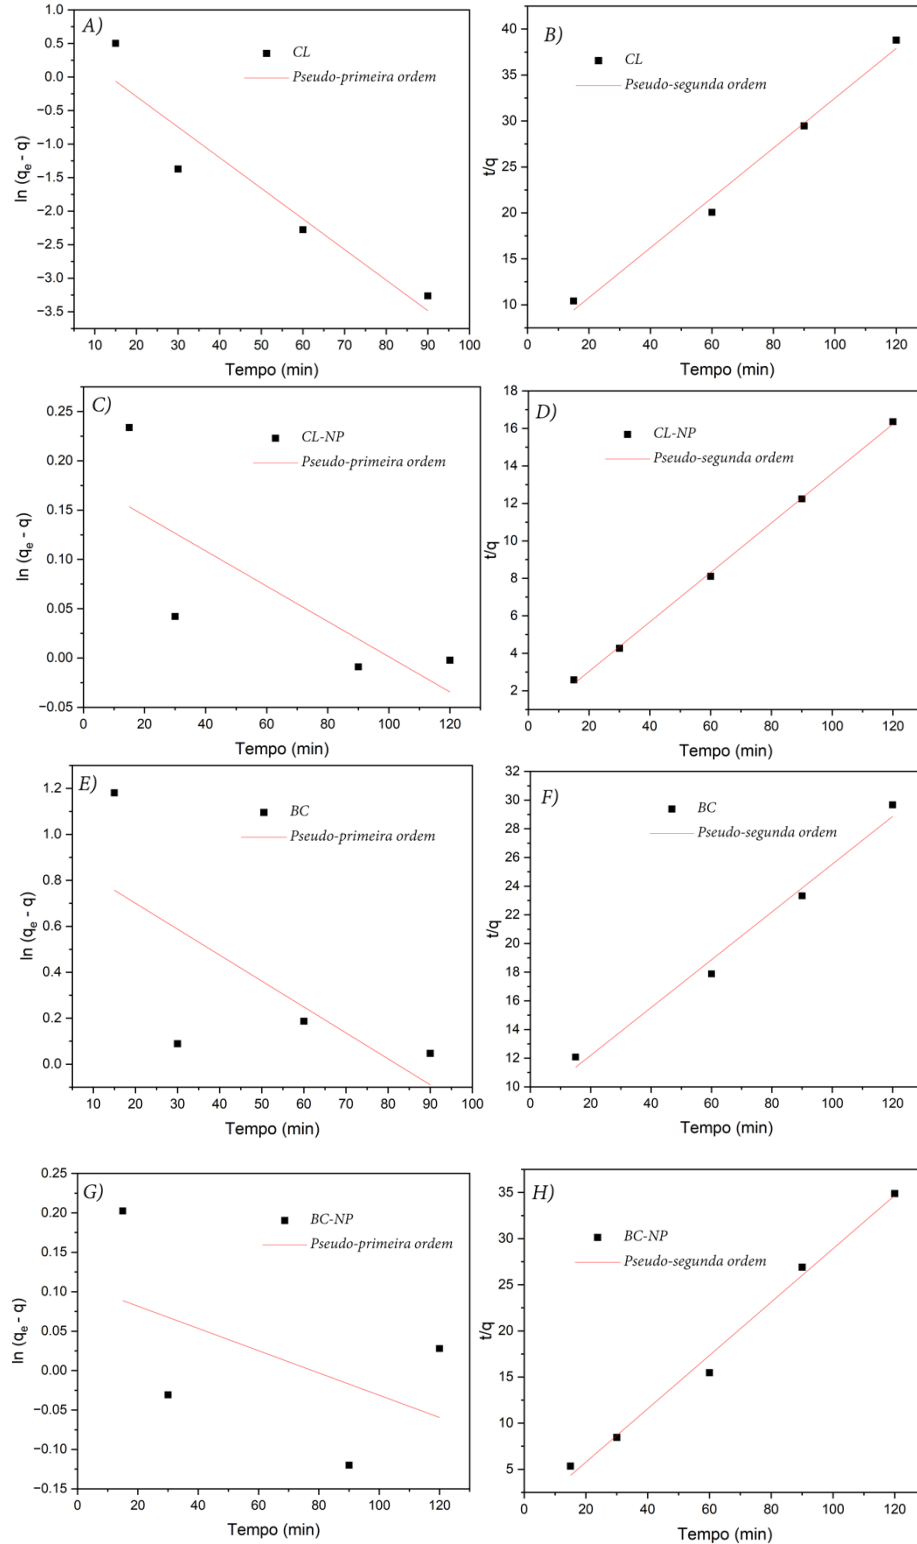 A)
CL
Pseudo-primeira ordem
ln (qe - q)
1.0
0.5
0.0
−0.5
−1.0
−1.5
−2.0
−2.5
−3.0
−3.5
10 20 30 40 50 60 70 80 90 100
Tempo (min)
B)
CL
Pseudo-segunda ordem
t/q
40
35
30
25
20
15
10
0 20 40 60 80 100 120
Tempo (min)
C)
CL-NP
Pseudo-primeira ordem
ln (qe - q)
0.25
0.20
0.15
0.10
0.05
0.00
−0.05
0 20 40 60 80 100 120
Tempo (min)
D)
CL-NP
Pseudo-segunda ordem
t/q
18
16
14
12
10
8
6
4
2
0 20 40 60 80 100 120
Tempo (min)
E)
BC
Pseudo-primeira ordem
ln (qe - q)
1.2
1.0
0.8
0.6
0.4
0.2
0.0
10 20 30 40 50 60 70 80 90 100
Tempo (min)
F)
BC
Pseudo-segunda ordem
t/q
32
30
28
26
24
22
20
18
16
14
12
10
0 20 40 60 80 100 120
Tempo (min)
G)
BC-NP
Pseudo-primeira ordem
ln (qe - q)
0.25
0.20
0.15
0.10
0.05
0.00
−0.05
−0.10
−0.15
0 20 40 60 80 100 120
Tempo (min)
H)
BC-NP
Pseudo-segunda ordem
t/q
35
30
25
20
15
10
5
0 20 40 60 80 100 120
Tempo (min)